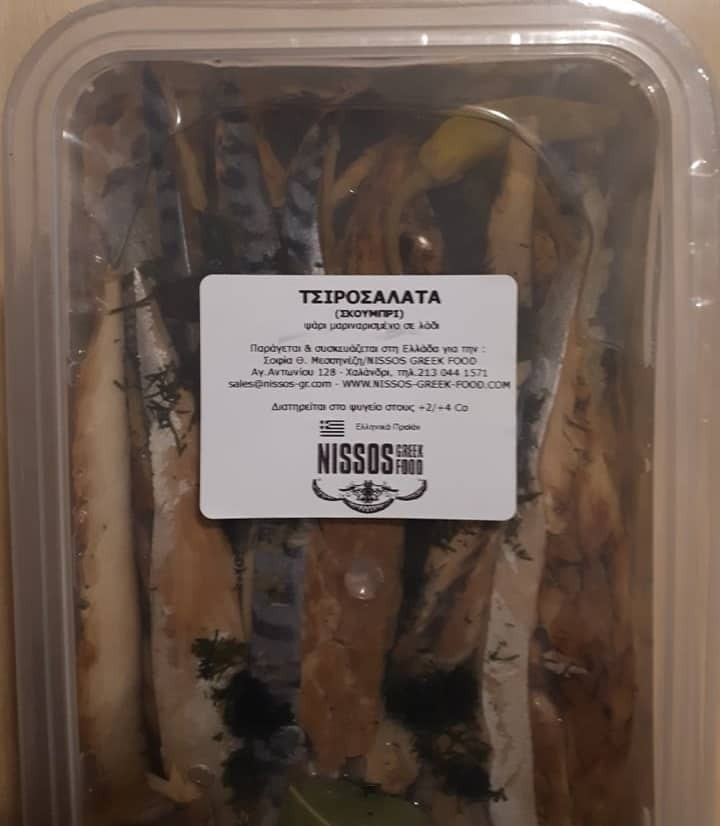 ΤΣΙΡΟΣΑΛΑΤΑ
(ΣΚΟΥΜΠΡΙ)
ψάρι μαριναρισμένο σε λάδι
Παράγεται & συσκευάζεται στη Ελλάδα για την :
Σοφία Θ. Μεσσηνέζη/NISSOS GREEK FOOD
Αγ.Αντωνίου 128 - Χαλάνδρι, τηλ.213 044 1571
sales@nissos-gr.com - WWW.NISSOS-GREEK-FOOD.COM
Διατηρείται στο ψυγείο στους +2/+4 Co
Ελληνικό Προϊόν
NISSOS GREEK FOOD